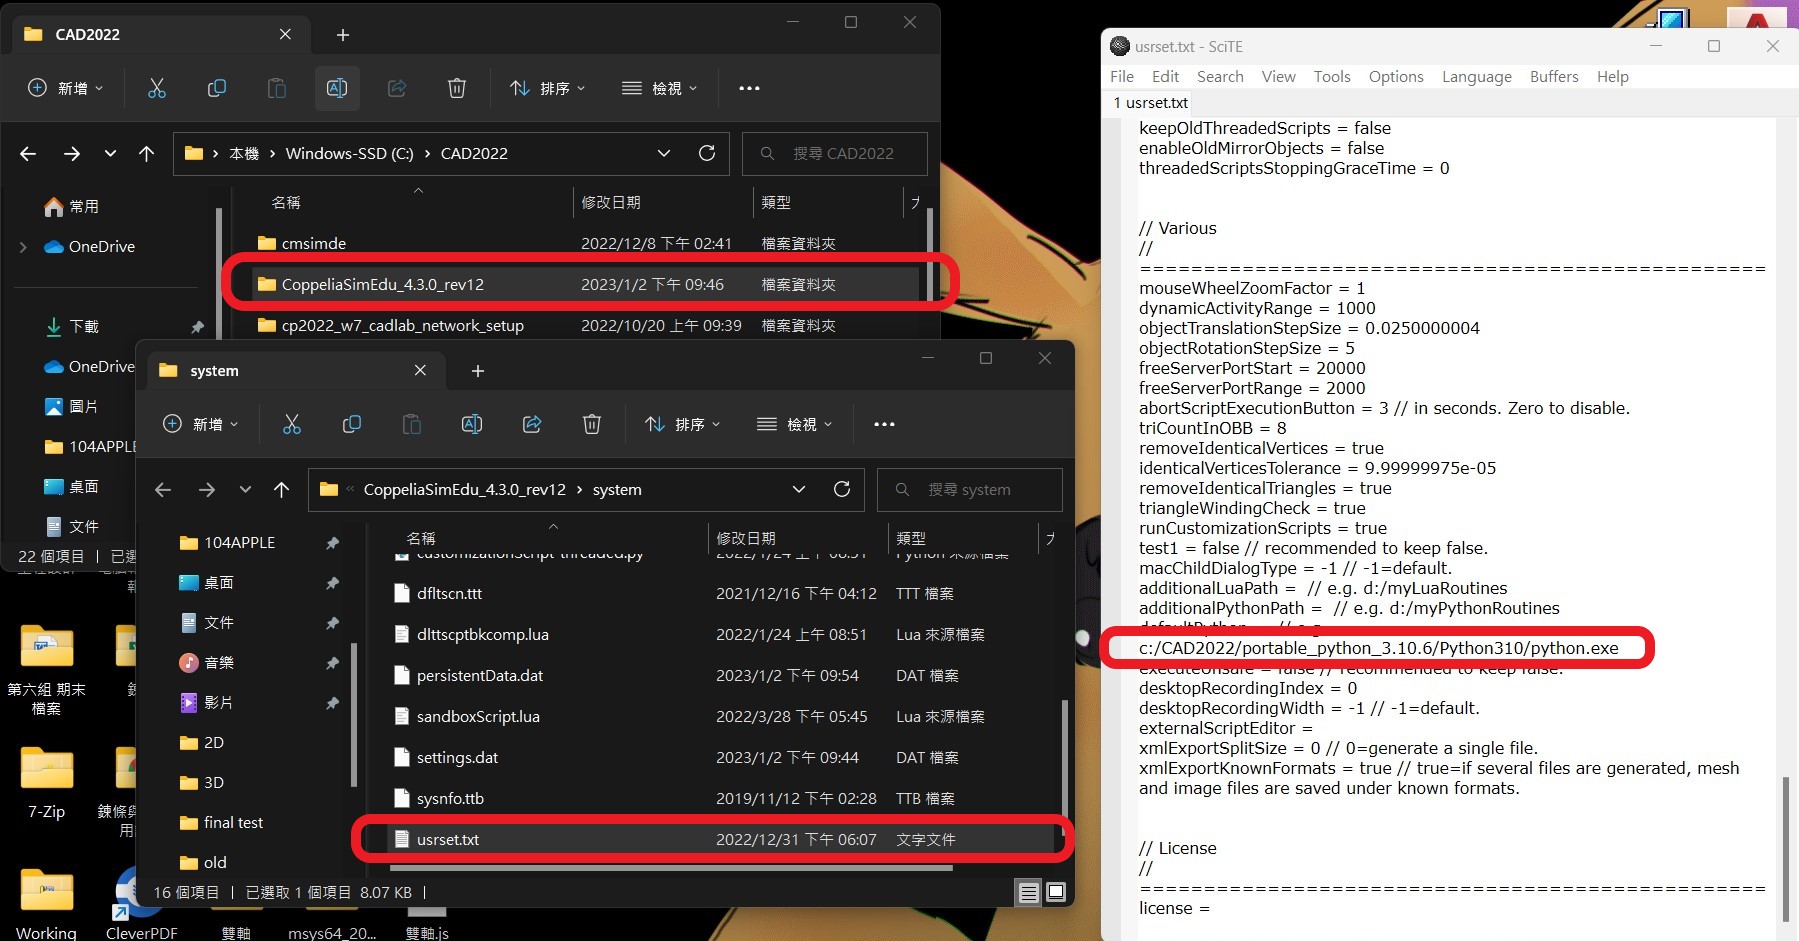 CAD2022
新增
排序
檢視
本機 > Windows-SSD (C:) > CAD2022
搜尋 CAD2022
常用
OneDrive
下載
OneDrive
圖片
104APPLE
桌面
文件
名稱 修改日期 類型
cmsimde 2022/12/8 下午 02:41 檔案資料夾
CoppeliaSimEdu_4.3.0_rev12 2023/1/2 下午 09:46 檔案資料夾
cp2022_w7_cadlab_network_setup 2022/10/20 上午 09:39 檔案資料夾
22 個項目
system
新增
排序
檢視
« CoppeliaSimEdu_4.3.0_rev12 > system
搜尋 system
104APPLE
桌面
文件
音樂
影片
2D
3D
final test
old
名稱 修改日期 類型
customizationScript-threaded.py
dfltscn.ttt 2021/12/16 下午 04:12 TTT 檔案
dlttscptbkcomp.lua 2022/1/24 上午 08:51 Lua 來源檔案
persistentData.dat 2023/1/2 下午 09:54 DAT 檔案
sandboxScript.lua 2022/3/28 下午 05:45 Lua 來源檔案
settings.dat 2023/1/2 下午 09:44 DAT 檔案
sysnfo.ttb 2019/11/12 下午 02:28 TTB 檔案
usrset.txt 2022/12/31 下午 06:07 文字文件
16 個項目 | 已選取 1 個項目 8.07 KB |
第六組 期末
檔案
7-Zip
Working
CleverPDF
雙軸
msys64_20...
雙軸.js
usrset.txt - SciTE
File Edit Search View Tools Options Language Buffers Help
1 usrset.txt
keepOldThreadedScripts = false
enableOldMirrorObjects = false
threadedScriptsStoppingGraceTime = 0
// Various
//
=================================================
mouseWheelZoomFactor = 1
dynamicActivityRange = 1000
objectTranslationStepSize = 0.0250000004
objectRotationStepSize = 5
freeServerPortStart = 20000
freeServerPortRange = 2000
abortScriptExecutionButton = 3 // in seconds. Zero to disable.
triCountInOBB = 8
removeIdenticalVertices = true
identicalVerticesTolerance = 9.99999975e-05
removeIdenticalTriangles = true
triangleWindingCheck = true
runCustomizationScripts = true
test1 = false // recommended to keep false.
macChildDialogType = -1 // -1=default.
additionalLuaPath =  // e.g. d:/myLuaRoutines
additionalPythonPath =  // e.g. d:/myPythonRoutines
c:/CAD2022/portable_python_3.10.6/Python310/python.exe
executeUnsafe = false // recommended to keep false.
desktopRecordingIndex = 0
desktopRecordingWidth = -1 // -1=default.
externalScriptEditor =
xmlExportSplitSize = 0 // 0=generate a single file.
xmlExportKnownFormats = true // true=if several files are generated, mesh
and image files are saved under known formats.
// License
//
=================================================
license =